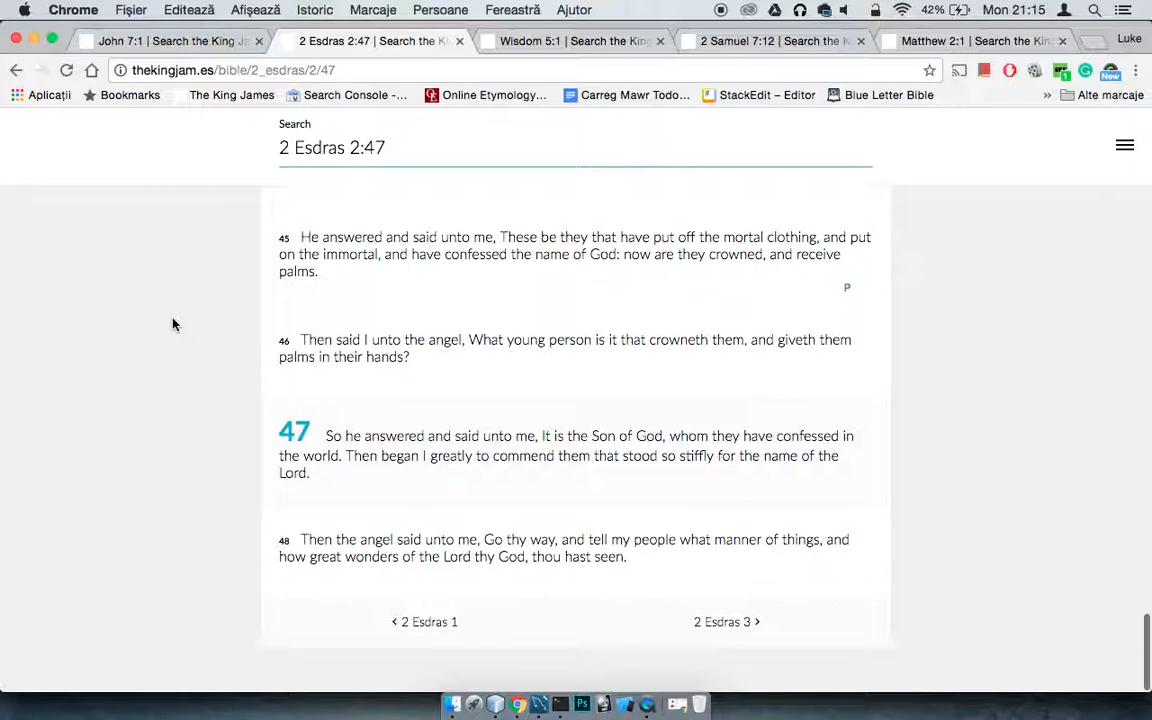 Chrome Fișier Editează Afișează Istoric Marcaje Persoane Fereastră Ajutor 42% Mon 21:15
John 7:1 | Search the King Ja
2 Esdras 2:47 | Search the K
Wisdom 5:1 | Search the King
2 Samuel 7:12 | Search the K
Matthew 2:1 | Search the King
Luke
thekingjam.es/bible/2_esdras/2/47
New
Aplicații Bookmarks The King James Search Console -... Online Etymology... Carreg Mawr Todo... StackEdit – Editor Blue Letter Bible » Alte marcaje
Search
2 Esdras 2:47
45 He answered and said unto me, These be they that have put off the mortal clothing, and put
on the immortal, and have confessed the name of God: now are they crowned, and receive
palms.
P
46 Then said I unto the angel, What young person is it that crowneth them, and giveth them
palms in their hands?
47 So he answered and said unto me, It is the Son of God, whom they have confessed in
the world. Then began I greatly to commend them that stood so stiffly for the name of the
Lord.
48 Then the angel said unto me, Go thy way, and tell my people what manner of things, and
how great wonders of the Lord thy God, thou hast seen.
< 2 Esdras 1 2 Esdras 3 >
Ps